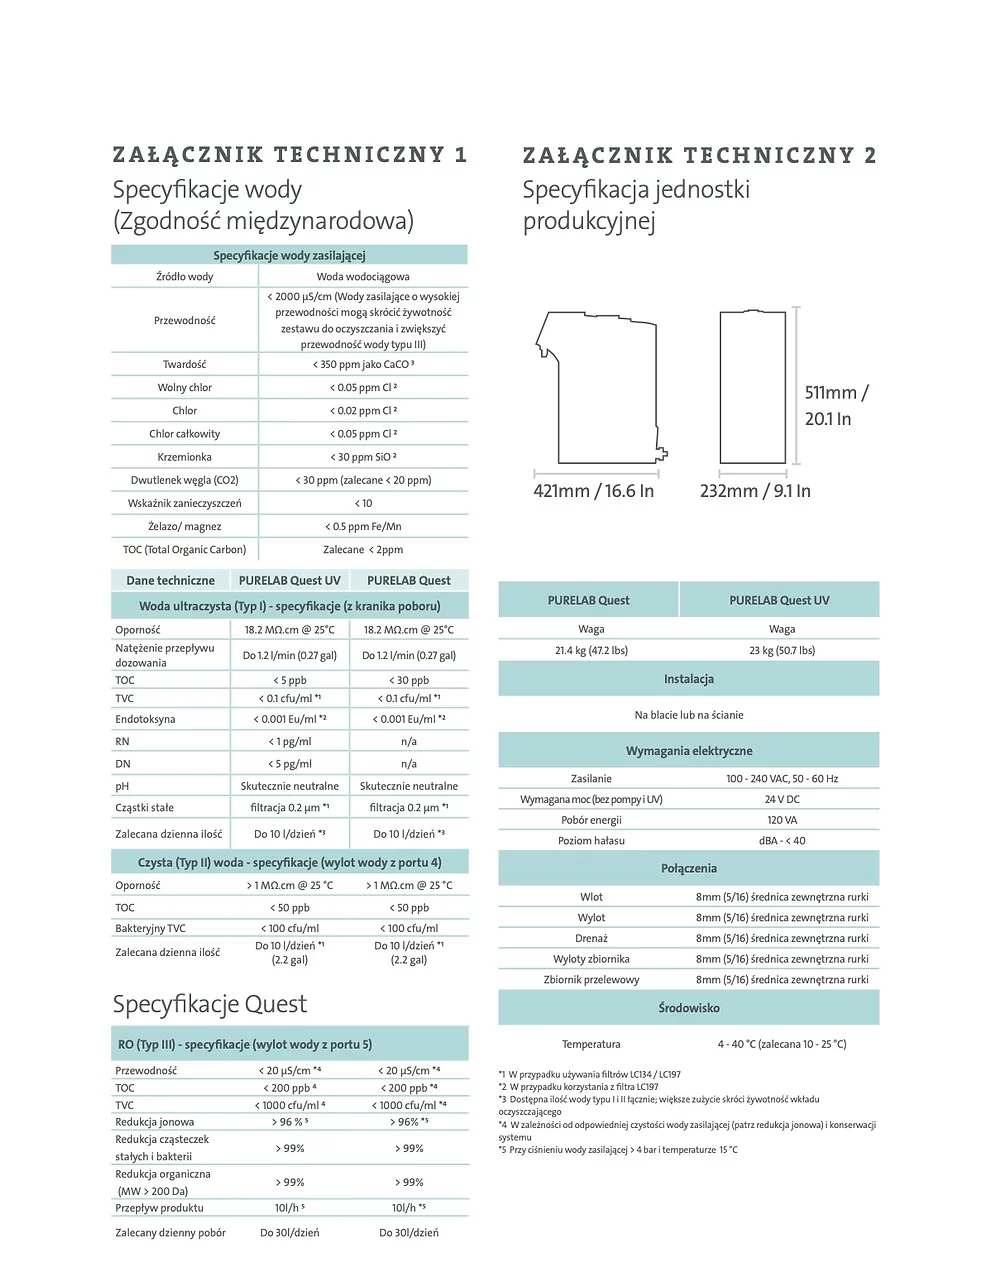 ZAŁĄCZNIK TECHNICZNY 1
Specyfikacje wody
(Zgodność międzynarodowa)
Specyfikacje wody zasilającej
Źródło wody Woda wodociągowa
Przewodność < 2000 µS/cm (Wody zasilające o wysokiej
przewodności mogą skrócić żywotność
zestawu do oczyszczania i zwiększyć
przewodność wody typu III)
Twardość < 350 ppm jako CaCO ³
Wolny chlor < 0.05 ppm Cl ²
Chlor < 0.02 ppm Cl ²
Chlor całkowity < 0.05 ppm Cl ²
Krzemionka < 30 ppm SiO ²
Dwutlenek węgla (CO2) < 30 ppm (zalecane < 20 ppm)
Wskaźnik zanieczyszczeń < 10
Żelazo/ magnez < 0.5 ppm Fe/Mn
TOC (Total Organic Carbon) Zalecane < 2ppm
Dane techniczne PURELAB Quest UV PURELAB Quest
Woda ultraczysta (Typ I) - specyfikacje (z kranika poboru)
Oporność 18.2 MΩ.cm @ 25°C 18.2 MΩ.cm @ 25°C
Natężenie przepływu
dozowania Do 1.2 l/min (0.27 gal) Do 1.2 l/min (0.27 gal)
TOC < 5 ppb < 30 ppb
TVC < 0.1 cfu/ml *¹ < 0.1 cfu/ml *¹
Endotoksyna < 0.001 Eu/ml *² < 0.001 Eu/ml *²
RN < 1 pg/ml n/a
DN < 5 pg/ml n/a
pH Skutecznie neutralne Skutecznie neutralne
Cząstki stałe filtracja 0.2 µm *¹ filtracja 0.2 µm *¹
Zalecana dzienna ilość Do 10 l/dzień *³ Do 10 l/dzień *³
Czysta (Typ II) woda - specyfikacje (wylot wody z portu 4)
Oporność > 1 MΩ.cm @ 25 °C > 1 MΩ.cm @ 25 °C
TOC < 50 ppb < 50 ppb
Bakteryjny TVC < 100 cfu/ml < 100 cfu/ml
Zalecana dzienna ilość Do 10 l/dzień *¹ Do 10 l/dzień *¹
(2.2 gal) (2.2 gal)
Specyfikacje Quest
RO (Typ III) - specyfikacje (wylot wody z portu 5)
Przewodność < 20 µS/cm *⁴ < 20 µS/cm *⁴
TOC < 200 ppb ⁴ < 200 ppb *⁴
TVC < 1000 cfu/ml ⁴ < 1000 cfu/ml *⁴
Redukcja jonowa > 96 % ⁵ > 96% *⁵
Redukcja cząsteczek
stałych i bakterii > 99% > 99%
Redukcja organiczna
(MW > 200 Da) > 99% > 99%
Przepływ produktu 10l/h ⁵ 10l/h *⁵
Zalecany dzienny pobór Do 30l/dzień Do 30l/dzień
ZAŁĄCZNIK TECHNICZNY 2
Specyfikacja jednostki
produkcyjnej
511mm /
20.1 In
421mm / 16.6 In 232mm / 9.1 In
PURELAB Quest PURELAB Quest UV
Waga Waga
21.4 kg (47.2 lbs) 23 kg (50.7 lbs)
Instalacja
Na blacie lub na ścianie
Wymagania elektryczne
Zasilanie 100 - 240 VAC, 50 - 60 Hz
Wymagana moc (bez pompy i UV) 24 V DC
Pobór energii 120 VA
Poziom hałasu dBA - < 40
Połączenia
Wlot 8mm (5/16) średnica zewnętrzna rurki
Wylot 8mm (5/16) średnica zewnętrzna rurki
Drenaż 8mm (5/16) średnica zewnętrzna rurki
Wyloty zbiornika 8mm (5/16) średnica zewnętrzna rurki
Zbiornik przelewowy 8mm (5/16) średnica zewnętrzna rurki
Środowisko
Temperatura 4 - 40 °C (zalecana 10 - 25 °C)
*1 W przypadku używania filtrów LC134 / LC197
*2 W przypadku korzystania z filtra LC197
*3 Dostępna ilość wody typu I i II łącznie; większe zużycie skróci żywotność wkładu
oczyszczającego
*4 W zależności od odpowiedniej czystości wody zasilającej (patrz redukcja jonowa) i konserwacji
systemu
*5 Przy ciśnieniu wody zasilającej > 4 bar i temperaturze 15 °C